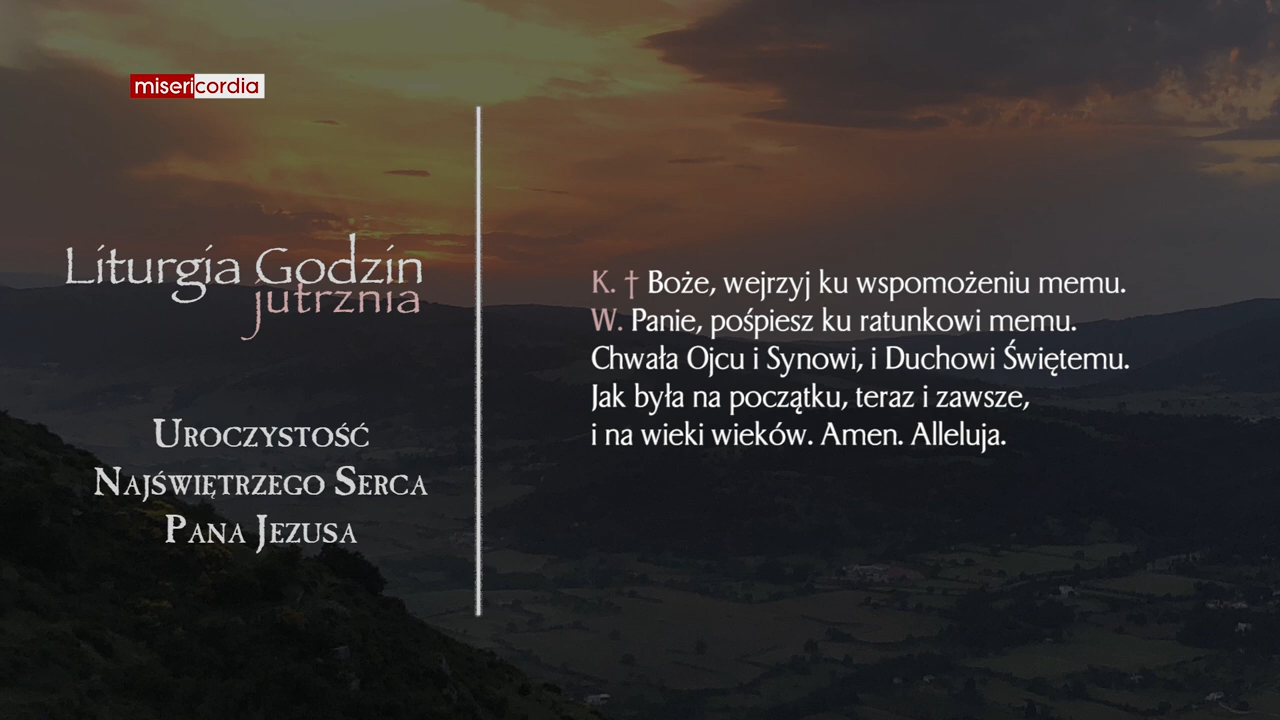 misericordia
Liturgia Godzin
jutrznia
Uroczystość
Najświętrzego Serca
Pana Jezusa
K. † Boże, wejrzyj ku wspomożeniu memu.
W. Panie, pośpiesz ku ratunkowi memu.
Chwała Ojcu i Synowi, i Duchowi Świętemu.
Jak była na początku, teraz i zawsze,
i na wieki wieków. Amen. Alleluja.